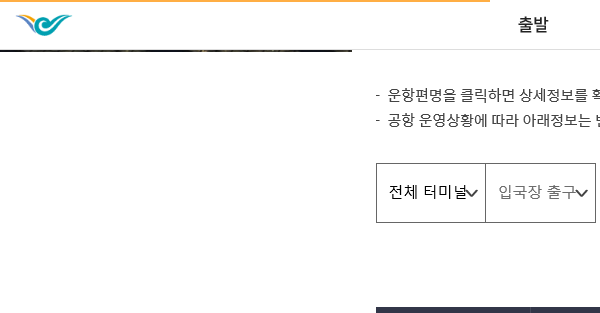 출발
- 운항편명을 클릭하면 상세정보를
- 공항 운영상황에 따라 아래정보는
전체 터미널
입국장 출구